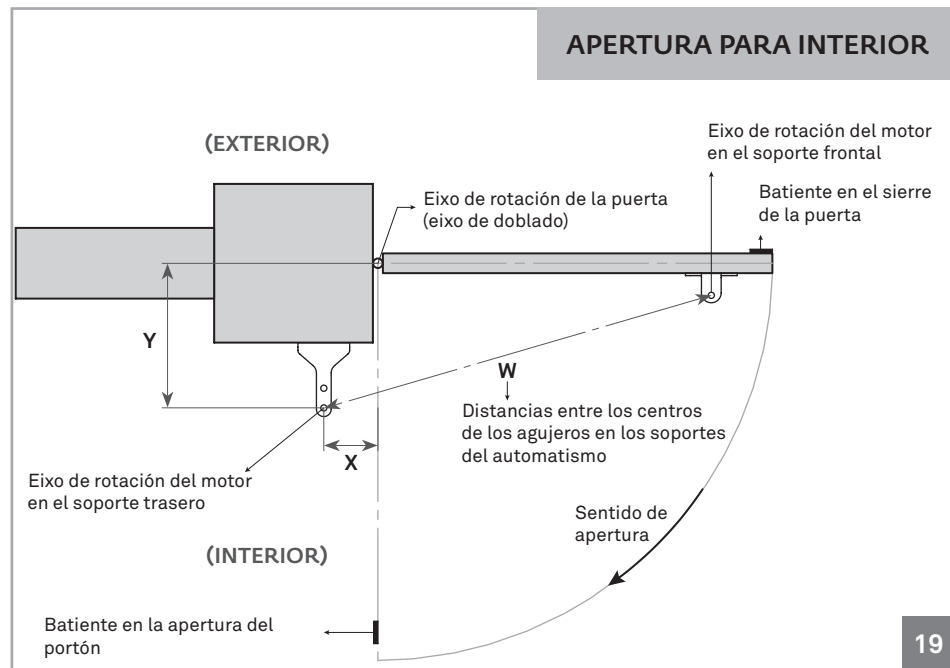 APERTURA PARA INTERIOR
(EXTERIOR)
Eixo de rotación del motor
en el soporte frontal
Eixo de rotación de la puerta
(eixo de doblado)
Batiente en el sierre
de la puerta
Y
W
Distancias entre los centros
de los agujeros en los soportes
del automatismo
X
Eixo de rotación del motor
en el soporte trasero
Sentido de
apertura
(INTERIOR)
Batiente en la apertura del
portón
19